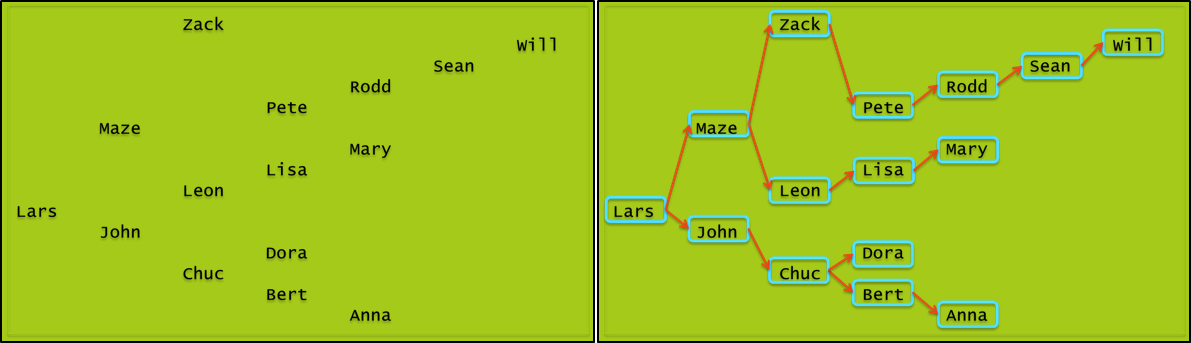 Zack
Will
Sean
Rodd
Pete
Maze
Mary
Lisa
Leon
Lars
John
Dora
Chuc
Bert
Anna
Zack
Will
Sean
Rodd
Pete
Maze
Mary
Lisa
Leon
Lars
John
Dora
Chuc
Bert
Anna